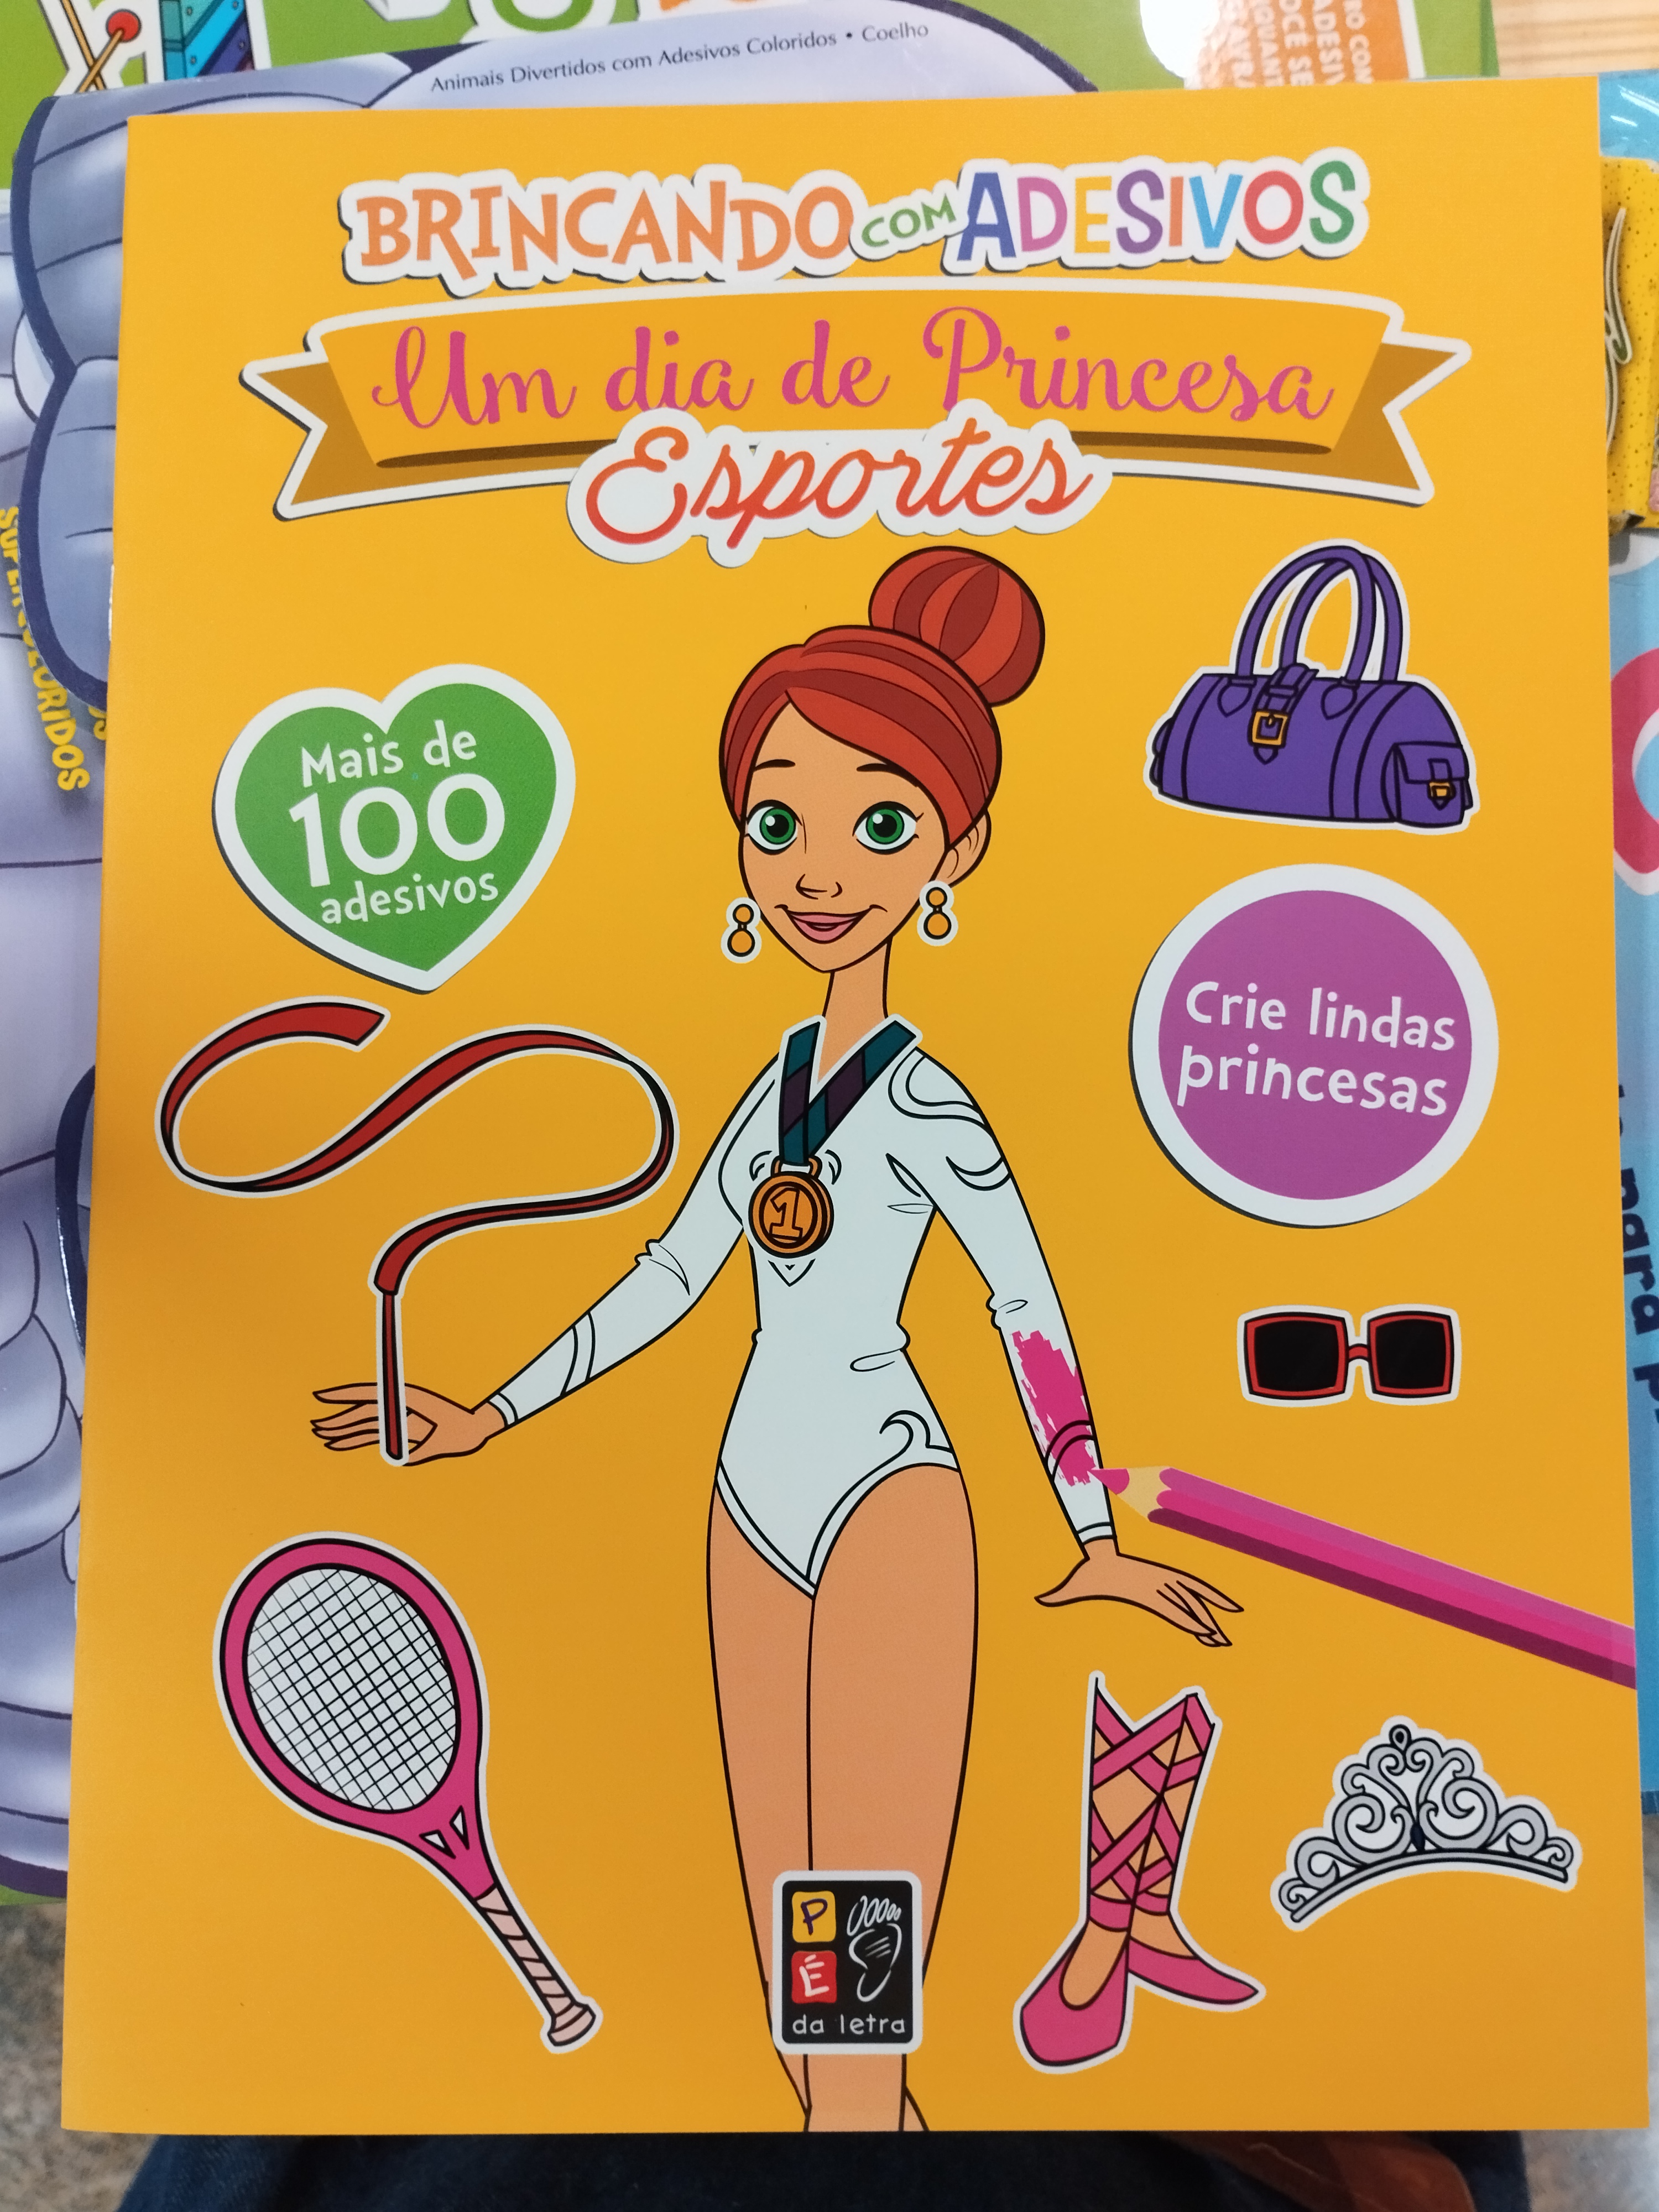 Animais Divertidos com Adesivos Coloridos • Coelho
BRINCANDO COM ADESIVOS
Um dia de Princesa
Esportes
Mais de
100
adesivos
Crie lindas
princesas
1
P
É
da letra